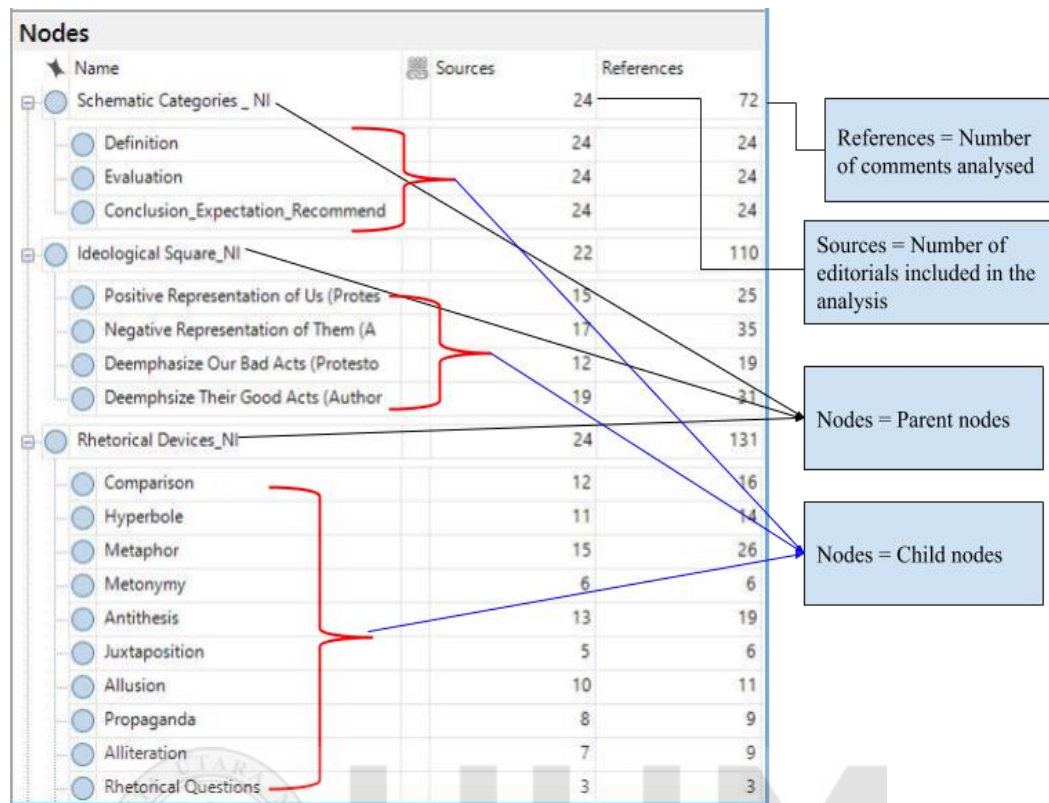 Nodes
Name Sources References
Schematic Categories _ NI 24 72
Definition 24 24
Evaluation 24 24
Conclusion_Expectation_Recommend 24 24
Ideological Square_NI 22 110
Positive Representation of Us (Protes 15 25
Negative Representation of Them (A 17 35
Deemphasize Our Bad Acts (Protesto 12 19
Deemphsize Their Good Acts (Author 19 31
Rhetorical Devices_NI 24 131
Comparison 12 16
Hyperbole 11 14
Metaphor 15 26
Metonymy 6 6
Antithesis 13 19
Juxtaposition 5 6
Allusion 10 11
Propaganda 8 9
Alliteration 7 9
Rhetorical Questions 3 3
References = Number
of comments analysed
Sources = Number of
editorials included in the
analysis
Nodes = Parent nodes
Nodes = Child nodes
UTARA